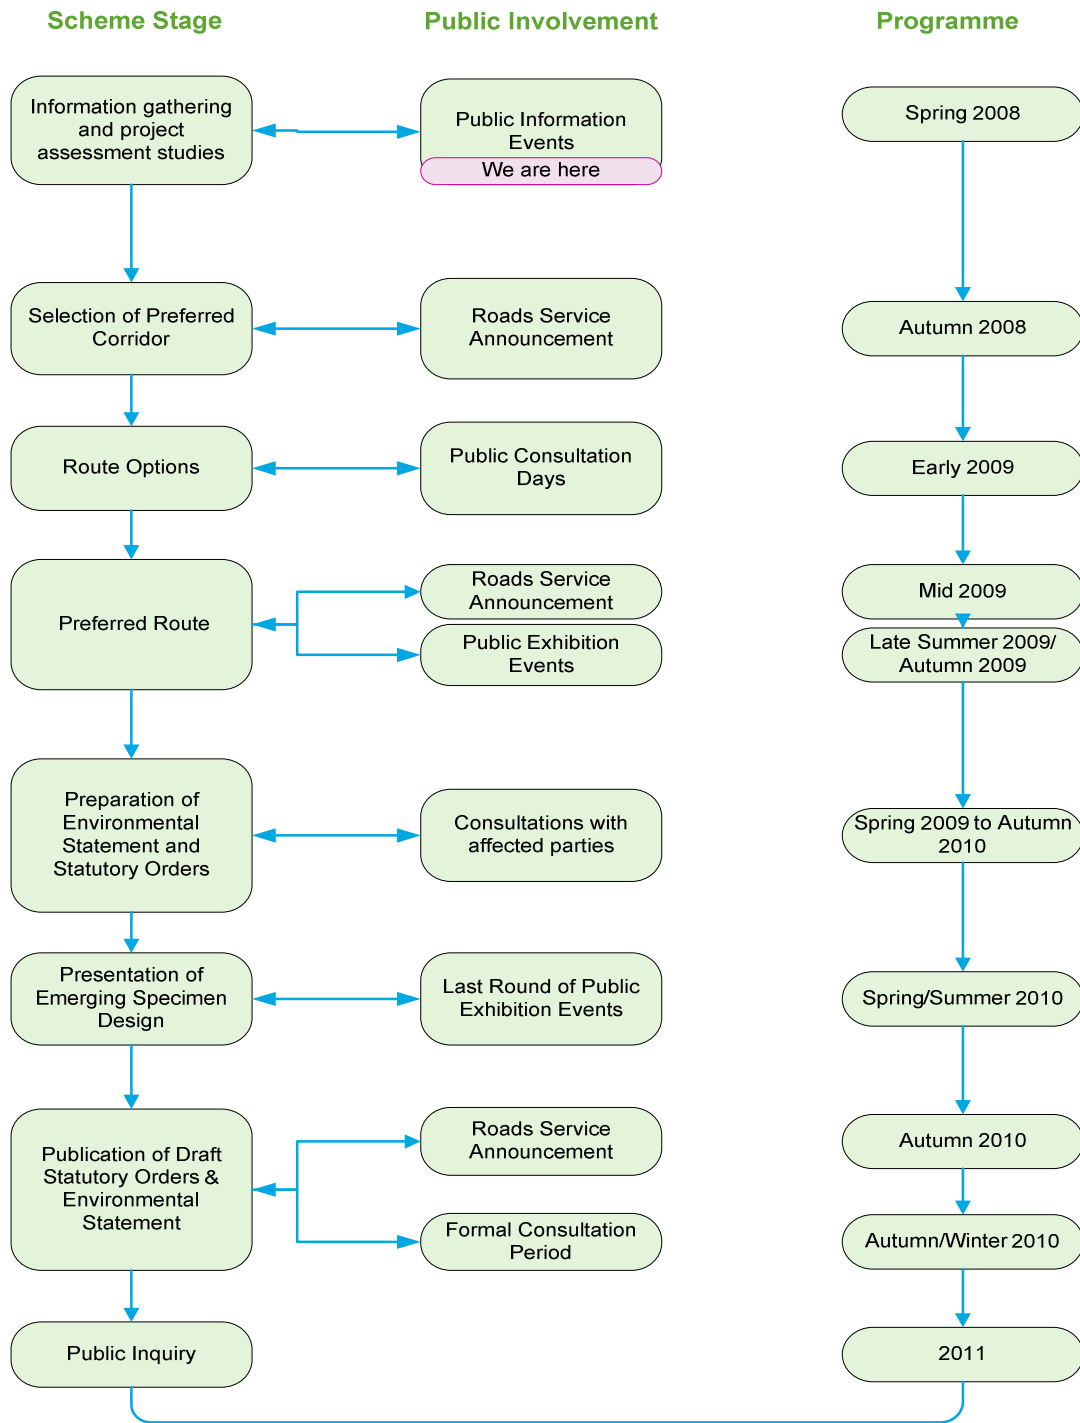 Scheme Stage
Public Involvement
Programme
Information gathering
and project
assessment studies
Public Information
Events
We are here
Spring 2008
Selection of Preferred
Corridor
Roads Service
Announcement
Autumn 2008
Route Options
Public Consultation
Days
Early 2009
Preferred Route
Roads Service
Announcement
Public Exhibition
Events
Mid 2009
Late Summer 2009/
Autumn 2009
Preparation of
Environmental
Statement and
Statutory Orders
Consultations with
affected parties
Spring 2009 to Autumn
2010
Presentation of
Emerging Specimen
Design
Last Round of Public
Exhibition Events
Spring/Summer 2010
Publication of Draft
Statutory Orders &
Environmental
Statement
Roads Service
Announcement
Formal Consultation
Period
Autumn 2010
Autumn/Winter 2010
Public Inquiry
2011